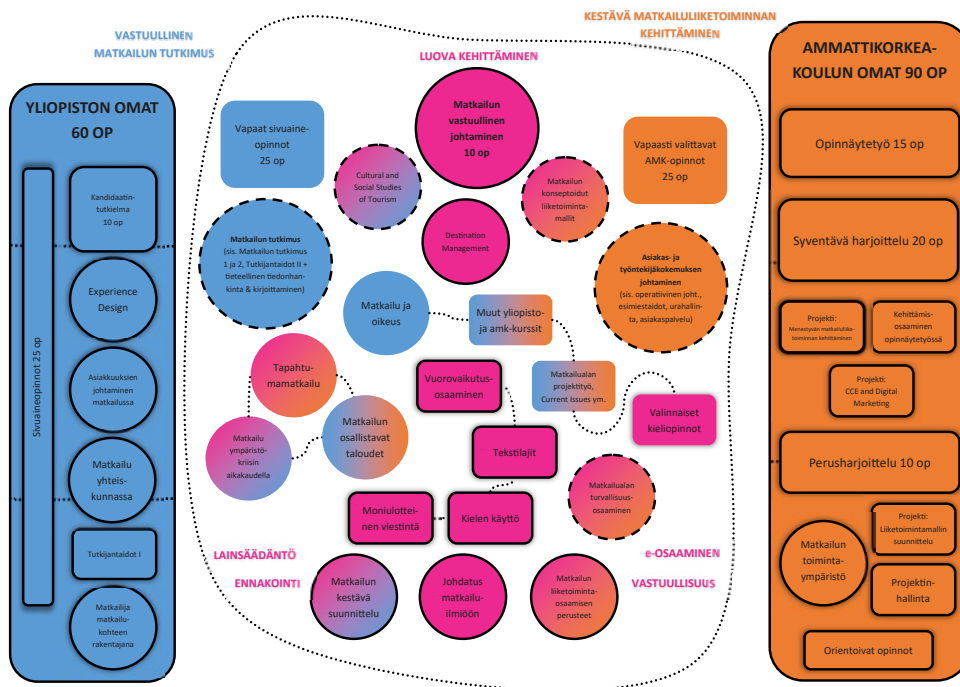 VASTUULLINEN
MATKAILUN TUTKIMUS
KESTÄVÄ MATKAILULIIKETOIMINNAN
KEHITTÄMINEN
LUOVA KEHITTÄMINEN
YLIOPISTON OMAT
60 OP
Sivuaineopinnot 25 op
Kandidaatin-
tutkielma
10 op
Experience
Design
Asiakkuuksien
johtaminen
matkailussa
Matkailu
yhteis-
kunnassa
Tutkijantaidot I
Matkailija
matkailu-
kohteen
rakentajana
Vapaat sivuaine-
opinnot
25 op
Cultural and
Social Studies
of Tourism
Matkailun
vastuullinen
johtaminen
10 op
Matkailun
konseptoidut
liiketoiminta-
mallit
Vapaasti valittavat
AMK-opinnot
25 op
Matkailun tutkimus
(sis. Matkailun tutkimus
1 ja 2, Tutkijantaidot II +
tieteellinen tiedonhan-
kinta & kirjoittaminen)
Destination
Management
Asiakas- ja
työntekijäkokemuksen
johtaminen
(sis. operatiivinen joht.,
esimiestaidot, urahallin-
ta, asiakaspalvelu)
Matkailu ja
oikeus
Muut yliopisto-
ja amk-kurssit
Tapahtu-
mamatkailu
Vuorovaikutus-
osaaminen
Matkailualan
projektityö,
Current Issues ym.
Valinnaiset
kieliopinnot
Matkailu
ympäristö-
kriisin
aikakaudella
Matkailun
osallistavat
taloudet
Tekstilajit
Matkailualan
turvallisuus-
osaaminen
Moniulottei-
nen viestintä
Kielen käyttö
LAINSÄÄDÄNTÖ
ENNAKOINTI
e-OSAAMINEN
VASTUULLISUUS
Matkailun
kestävä
suunnittelu
Johdatus
matkailu-
ilmiöön
Matkailun
liiketoiminta-
osaamisen
perusteet
AMMATTIKORKEA-
KOULUN OMAT 90 OP
Opinnäytetyö 15 op
Syventävä harjoittelu 20 op
Projekti:
Menestyvän matkailuliike-
toiminnan kehittäminen
Kehittämis-
osaaminen
opinnäytetyössä
Projekti:
CCE and Digital
Marketing
Perusharjoittelu 10 op
Matkailun
toiminta-
ympäristö
Projekti:
Liiketoimintamallin
suunnittelu
Projektin-
hallinta
Orientoivat opinnot